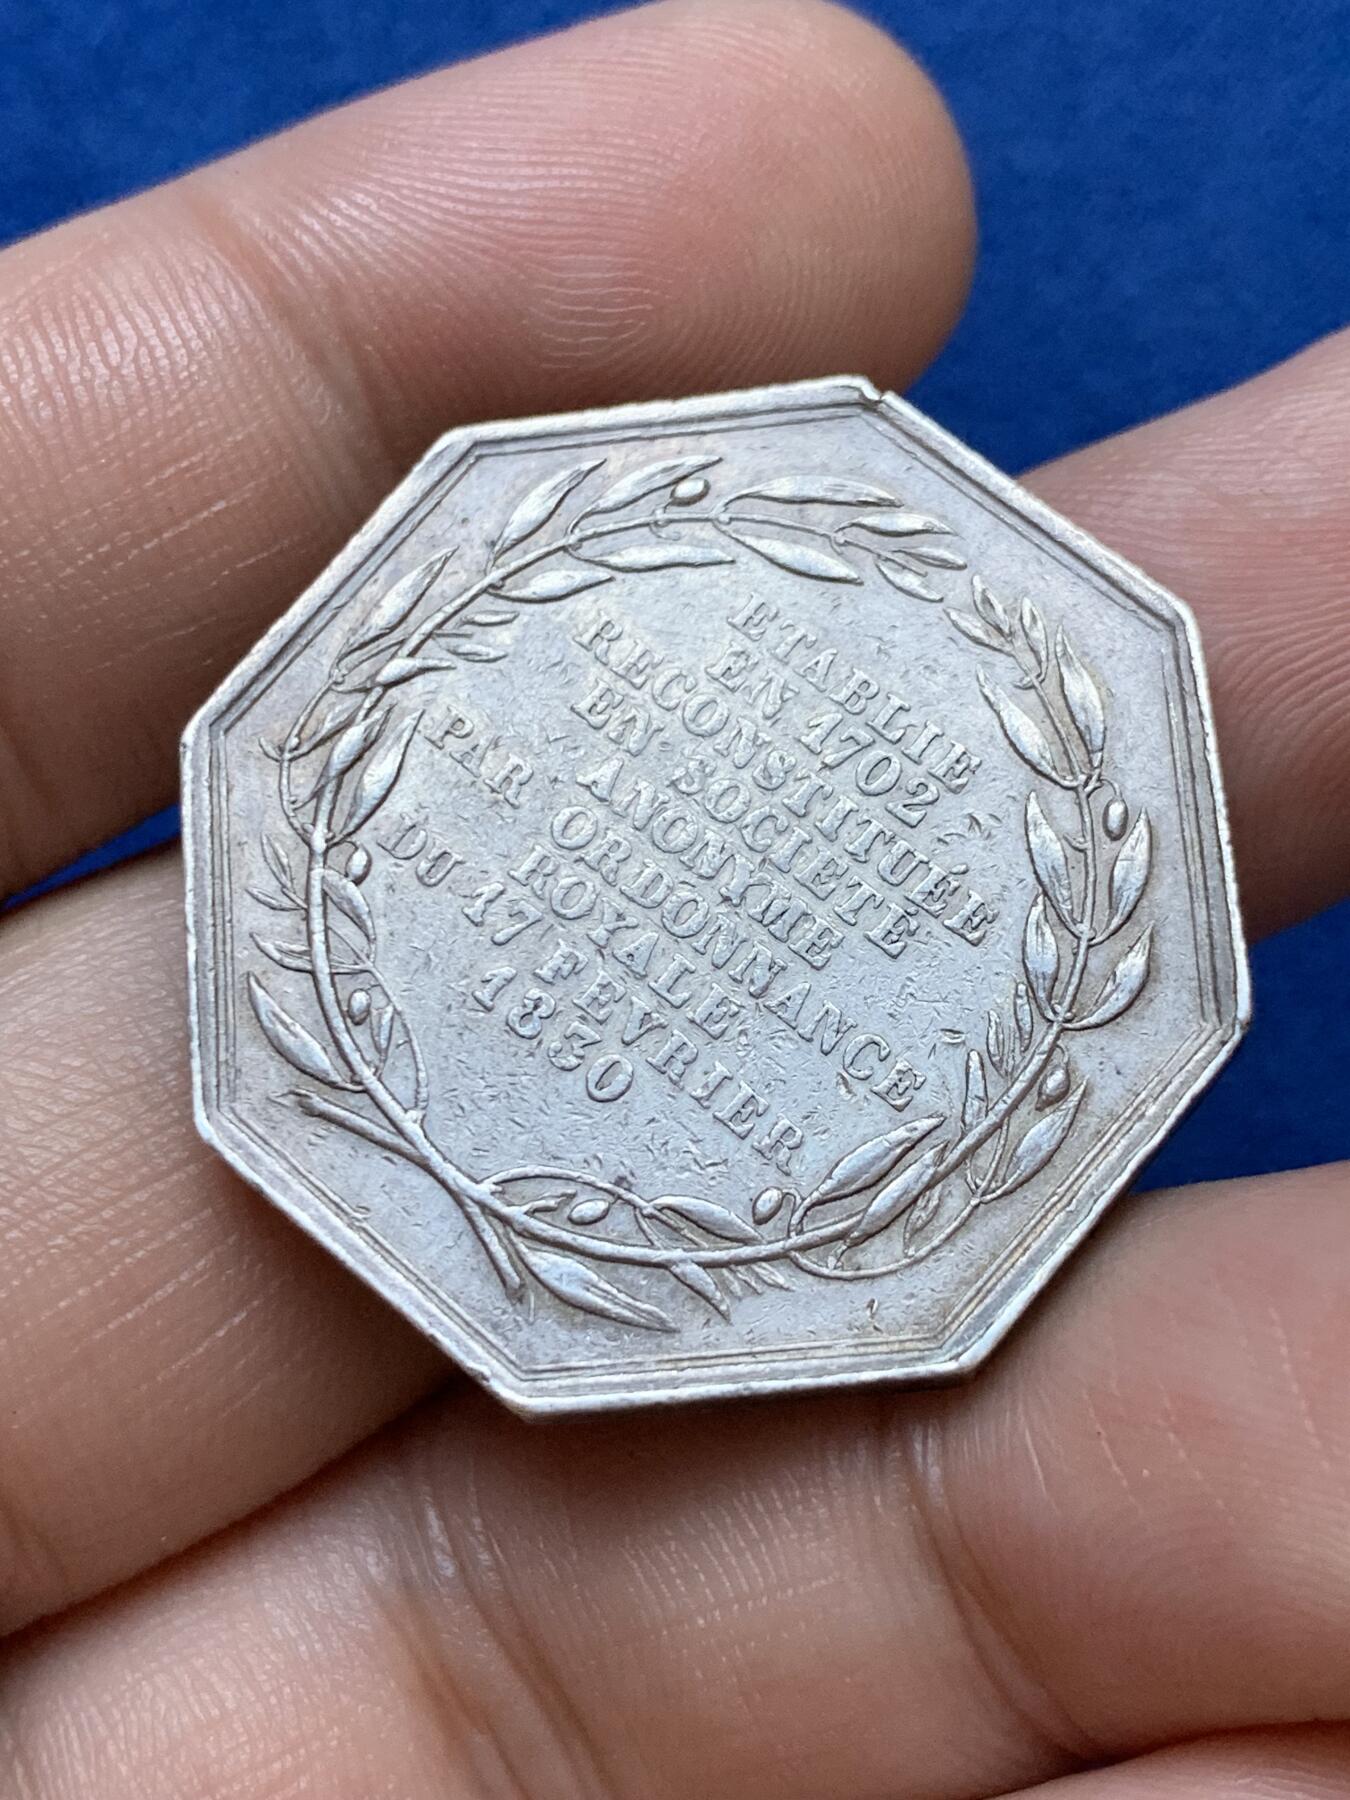 ETABLIE
EN 1702
RECONSTITUÉE
EN SOCIETÉ
ANONYME
PAR ORDONNANCE
ROYALE
DU 17 FEVRIER
1830